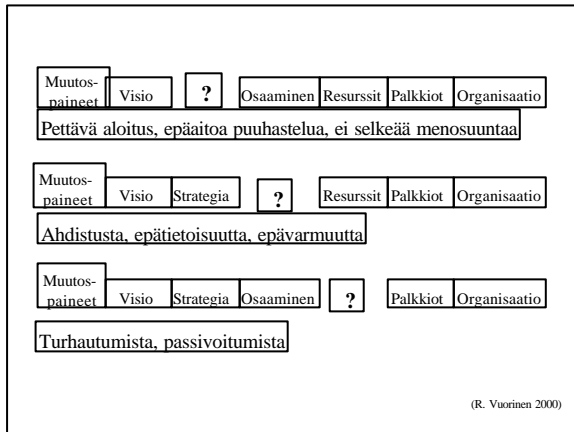 Muutos-
paineet Visio ? Osaaminen Resurssit Palkkiot Organisaatio
Pettävä aloitus, epäaitoa puuhastelua, ei selkeää menosuuntaa
Muutos-
paineet Visio Strategia ? Resurssit Palkkiot Organisaatio
Ahdistusta, epätietoisuutta, epävarmuutta
Muutos-
paineet Visio Strategia Osaaminen ? Palkkiot Organisaatio
Turhautumista, passivoitumista
(R. Vuorinen 2000)